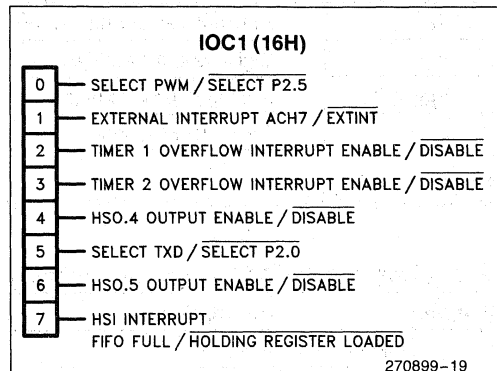 IOC1 (16H)
0 SELECT PWM / SELECT P2.5
1 EXTERNAL INTERRUPT ACH7 / EXTINT
2 TIMER 1 OVERFLOW INTERRUPT ENABLE / DISABLE
3 TIMER 2 OVERFLOW INTERRUPT ENABLE / DISABLE
4 HSO.4 OUTPUT ENABLE / DISABLE
5 SELECT TXD / SELECT P2.0
6 HSO.5 OUTPUT ENABLE / DISABLE
7 HSI INTERRUPT
FIFO FULL / HOLDING REGISTER LOADED
270899-19